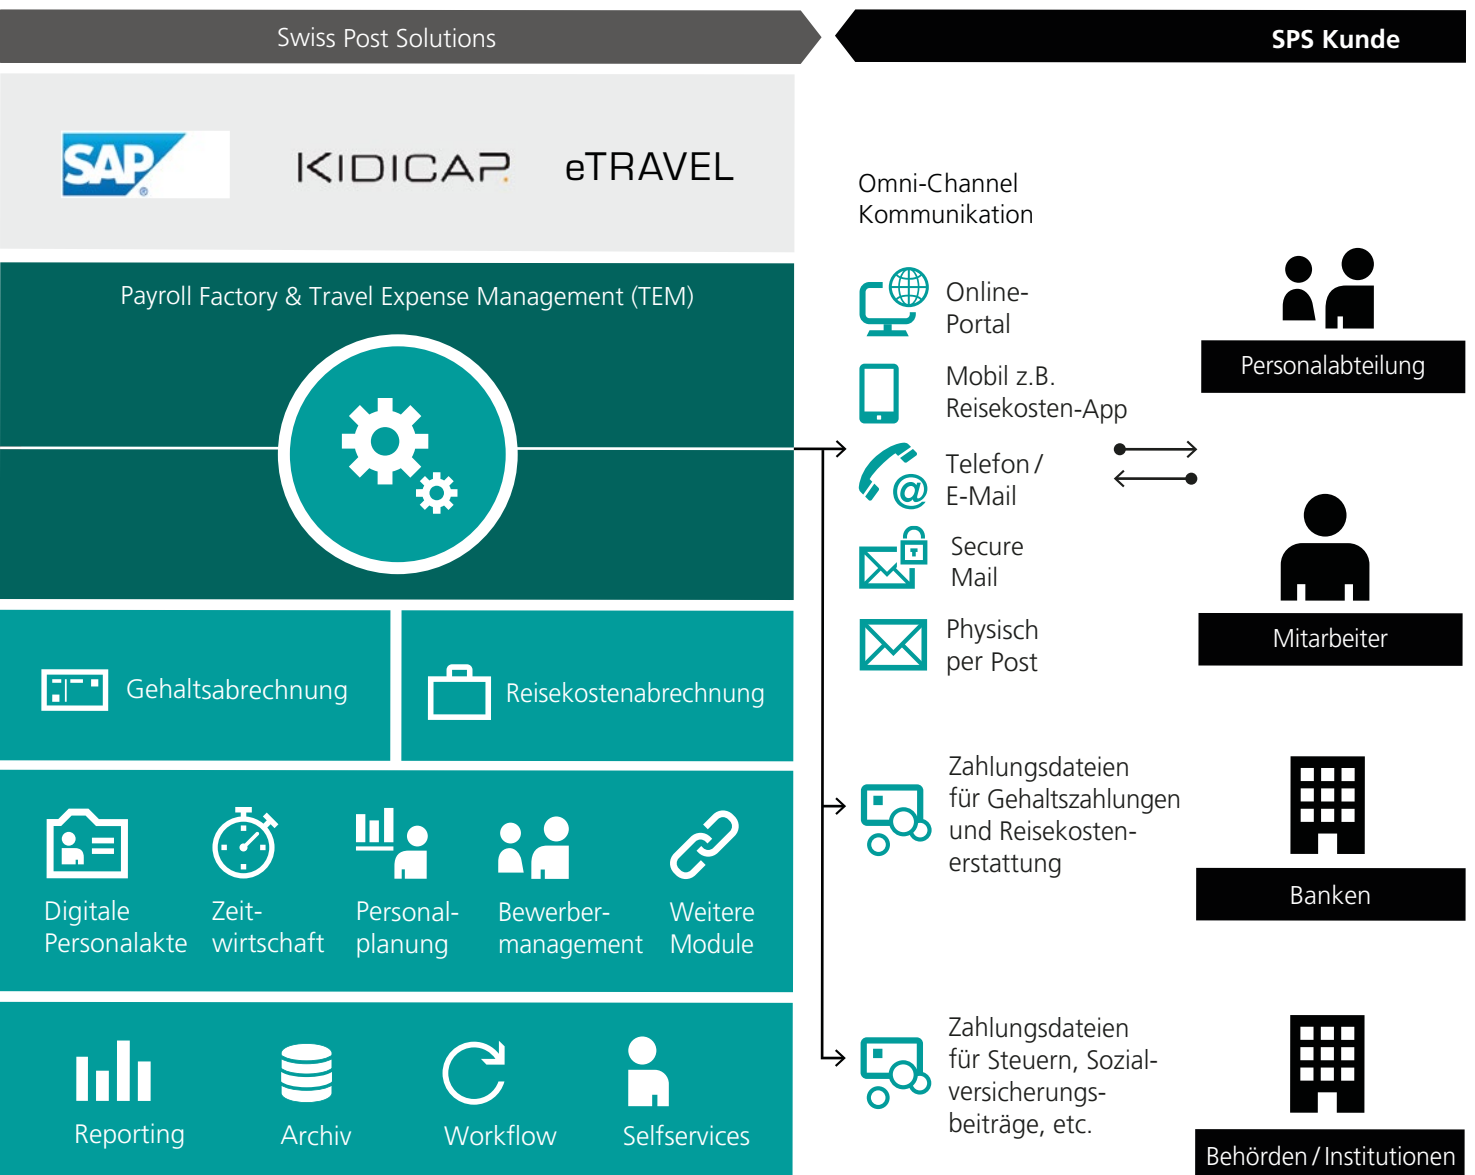 Swiss Post Solutions
SPS Kunde
SAP
®
KIDICAP.
eTRAVEL
Payroll Factory & Travel Expense Management (TEM)
Gehaltsabrechnung
Reisekostenabrechnung
Digitale
Personalakte
Zeit-
wirtschaft
Personal-
planung
Bewerber-
management
Weitere
Module
Reporting
Archiv
Workflow
Selfservices
Omni-Channel
Kommunikation
Online-
Portal
Mobil z.B.
Reisekosten-App
@
Telefon /
E-Mail
Secure
Mail
Physisch
per Post
Zahlungsdateien
für Gehaltszahlungen
und Reisekosten-
erstattung
Zahlungsdateien
für Steuern, Sozial-
versicherungs-
beiträge, etc.
Personalabteilung
Mitarbeiter
Banken
Behörden / Institutionen